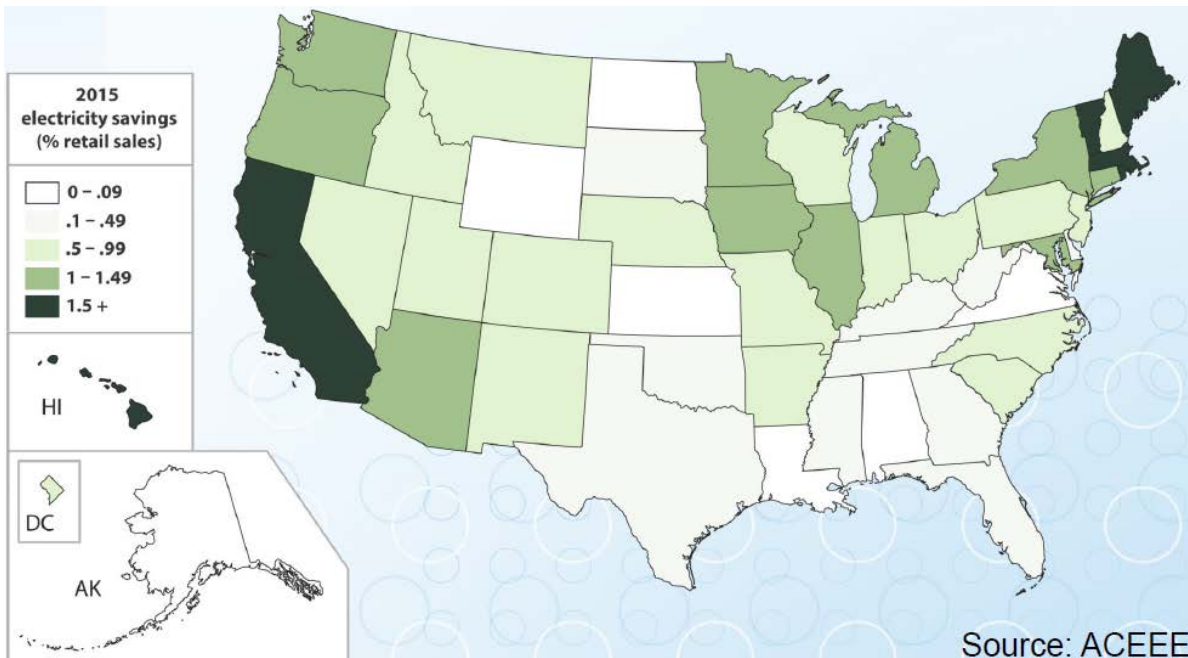 2015
electricity savings
(% retail sales)
0 – .09
.1 – .49
.5 – .99
1 – 1.49
1.5 +
HI
DC
AK
Source: ACEEE